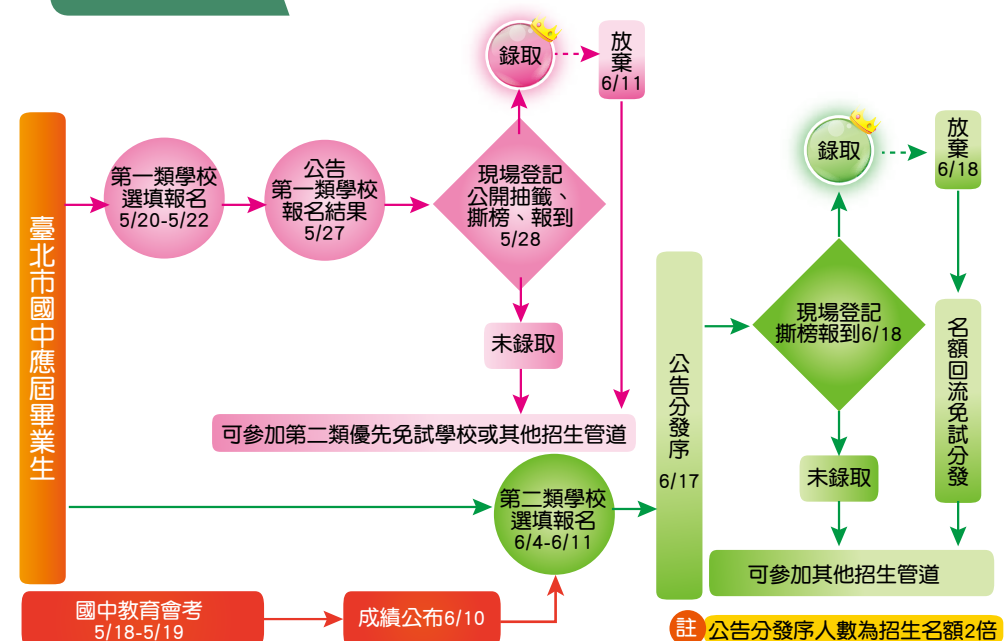 臺北市國中應屆畢業生
第一類學校
選填報名
5/20-5/22
公告
第一類學校
報名結果
5/27
現場登記
公開抽籤、
撕榜、報到
5/28
錄取
放棄
6/11
未錄取
可參加第二類優先免試學校或其他招生管道
第二類學校
選填報名
6/4-6/11
國中教育會考
5/18-5/19
成績公布6/10
公告分發序
6/17
現場登記
撕榜報到6/18
錄取
放棄
6/18
名額回流免試分發
未錄取
可參加其他招生管道
註 公告分發序人數為招生名額2倍